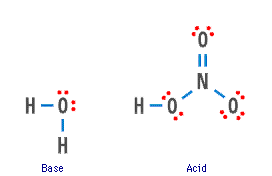 O
H O N
H O O
H
Base Acid